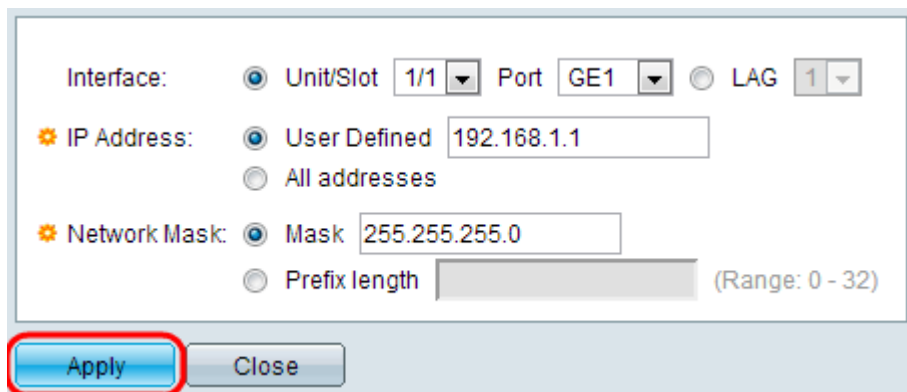 Interface: Unit/Slot 1/1 Port GE1 LAG 1
IP Address: User Defined 192.168.1.1
All addresses
Network Mask: Mask 255.255.255.0
Prefix length (Range: 0 - 32)
Apply Close